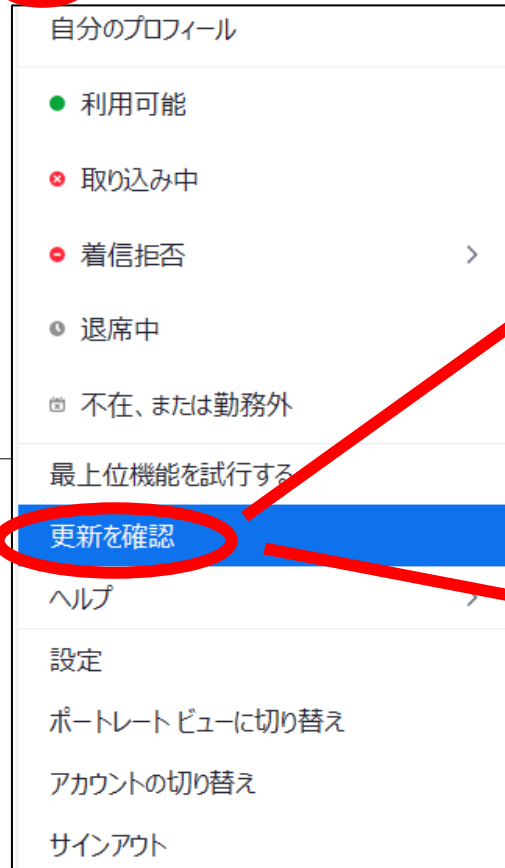 自分のプロフィール
利用可能
取り込み中
着信拒否
退席中
不在、または勤務外
最上位機能を試行する
更新を確認
ヘルプ
設定
ポートレート ビューに切り替え
アカウントの切り替え
サインアウト